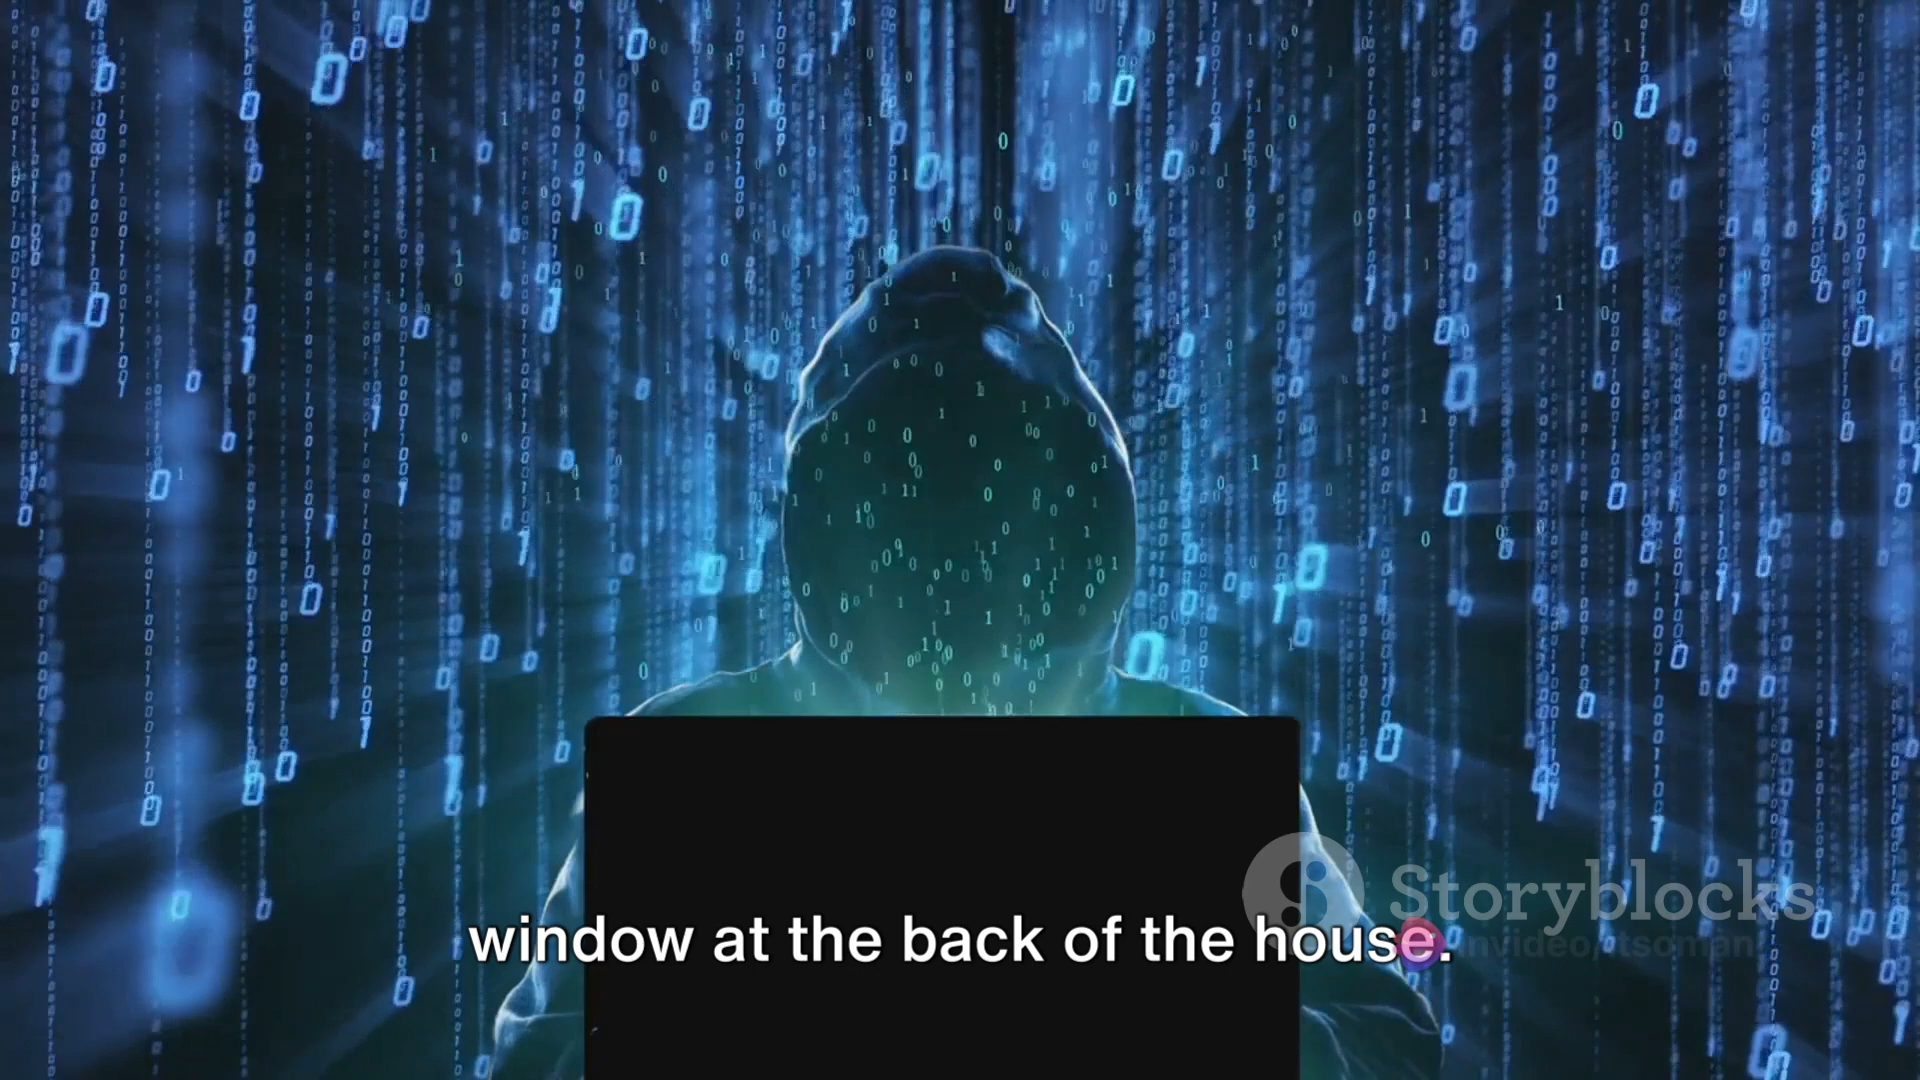 Storyblocks
window at the back of the house.